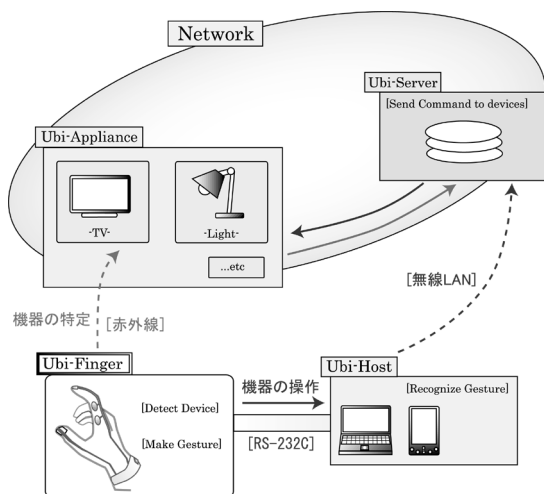 Network
Ubi-Server
[Send Command to devices]
Ubi-Appliance
-TV-
-Light-
...etc
[無線LAN]
機器の特定
[赤外線]
Ubi-Finger
[Detect Device]
[Make Gesture]
機器の操作
[RS-232C]
Ubi-Host
[Recognize Gesture]